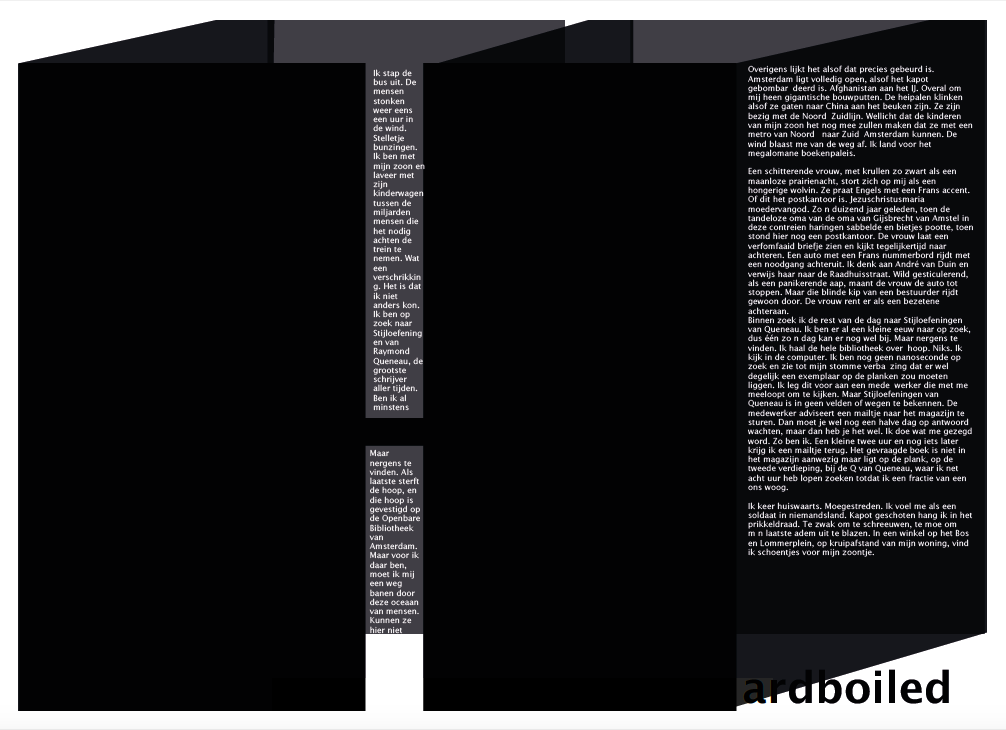 Ik stap de
bus uit. De
mensen
stonken
weer eens
een uur in
de wind.
Stelletje
bunzingen.
Ik ben met
mijn zoon en
laveer met
zijn
kinderwagen
tussen de
miljarden
mensen die
het nodig
achten de
trein te
nemen. Wat
een
verschrikkin
g. Het is dat
ik niet
anders kon.
Ik ben op
zoek naar
Stijloefening
en van
Raymond
Queneau, de
grootste
schrijver
aller tijden.
Ben ik al
minstens
Maar
nergens te
vinden. Als
laatste sterft
de hoop, en
die hoop is
gevestigd op
de Openbare
Bibliotheek
van
Amsterdam.
Maar voor ik
daar ben,
moet ik mij
een weg
banen door
deze oceaan
van mensen.
Kunnen ze
hier niet
Overigens lijkt het alsof dat precies gebeurd is.
Amsterdam ligt volledig open, alsof het kapot
gebombar deerd is. Afghanistan aan het IJ. Overal om
mij heen gigantische bouwputten. De heipalen klinken
alsof ze gaten naar China aan het beuken zijn. Ze zijn
bezig met de Noord Zuidlijn. Wellicht dat de kinderen
van mijn zoon het nog mee zullen maken dat ze met een
metro van Noord naar Zuid Amsterdam kunnen. De
wind blaast me van de weg af. Ik land voor het
megalomane boekenpaleis.
Een schitterende vrouw, met krullen zo zwart als een
maanloze prairienacht, stort zich op mij als een
hongerige wolvin. Ze praat Engels met een Frans accent.
Of dit het postkantoor is. Jezuschristusmaria
moedervangod. Zo n duizend jaar geleden, toen de
tandeloze oma van de oma van Gijsbrecht van Amstel in
deze contreien haringen sabbelde en bietjes pootte, toen
stond hier nog een postkantoor. De vrouw laat een
verfomfaaid briefje zien en kijkt tegelijkertijd naar
achteren. Een auto met een Frans nummerbord rijdt met
een noodgang achteruit. Ik denk aan André van Duin en
verwijs haar naar de Raadhuisstraat. Wild gesticulerend,
als een panikerende aap, maant de vrouw de auto tot
stoppen. Maar die blinde kip van een bestuurder rijdt
gewoon door. De vrouw rent er als een bezetene
achteraan.
Binnen zoek ik de rest van de dag naar Stijloefeningen
van Queneau. Ik ben er al een kleine eeuw naar op zoek,
dus één zo n dag kan er nog wel bij. Maar nergens te
vinden. Ik haal de hele bibliotheek over hoop. Niks. Ik
kijk in de computer. Ik ben nog geen nanoseconde op
zoek en zie tot mijn stomme verba zing dat er wel
degelijk een exemplaar op de planken zou moeten
liggen. Ik leg dit voor aan een mede werker die met me
meeloopt om te kijken. Maar Stijloefeningen van
Queneau is in geen velden of wegen te bekennen. De
medewerker adviseert een mailtje naar het magazijn te
sturen. Dan moet je wel nog een halve dag op antwoord
wachten, maar dan heb je het wel. Ik doe wat me gezegd
word. Zo ben ik. Een kleine twee uur en nog iets later
krijg ik een mailtje terug. Het gevraagde boek is niet in
het magazijn aanwezig maar ligt op de plank, op de
tweede verdieping, bij de Q van Queneau, waar ik net
acht uur heb lopen zoeken totdat ik een fractie van een
ons woog.
Ik keer huiswaarts. Moegestreden. Ik voel me als een
soldaat in niemandsland. Kapot geschoten hang ik in het
prikkeldraad. Te zwak om te schreeuwen, te moe om
m n laatste adem uit te blazen. In een winkel op het Bos
en Lommerplein, op kruipafstand van mijn woning, vind
ik schoentjes voor mijn zoontje.
ardboiled